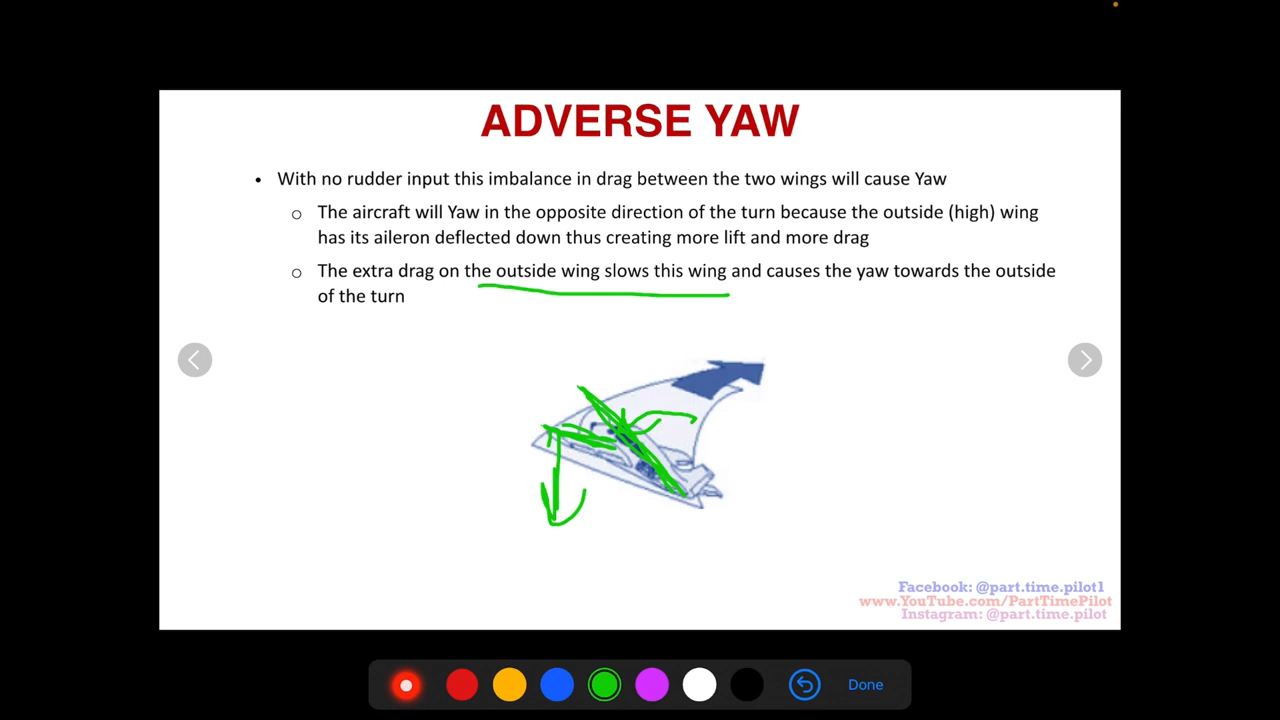 ADVERSE YAW
• With no rudder input this imbalance in drag between the two wings will cause Yaw
o The aircraft will Yaw in the opposite direction of the turn because the outside (high) wing
has its aileron deflected down thus creating more lift and more drag
o The extra drag on the outside wing slows this wing and causes the yaw towards the outside
of the turn
Facebook: @part.time.pilot1
www.YouTube.com/PartTimePilot
Instagram: @part.time.pilot
Done